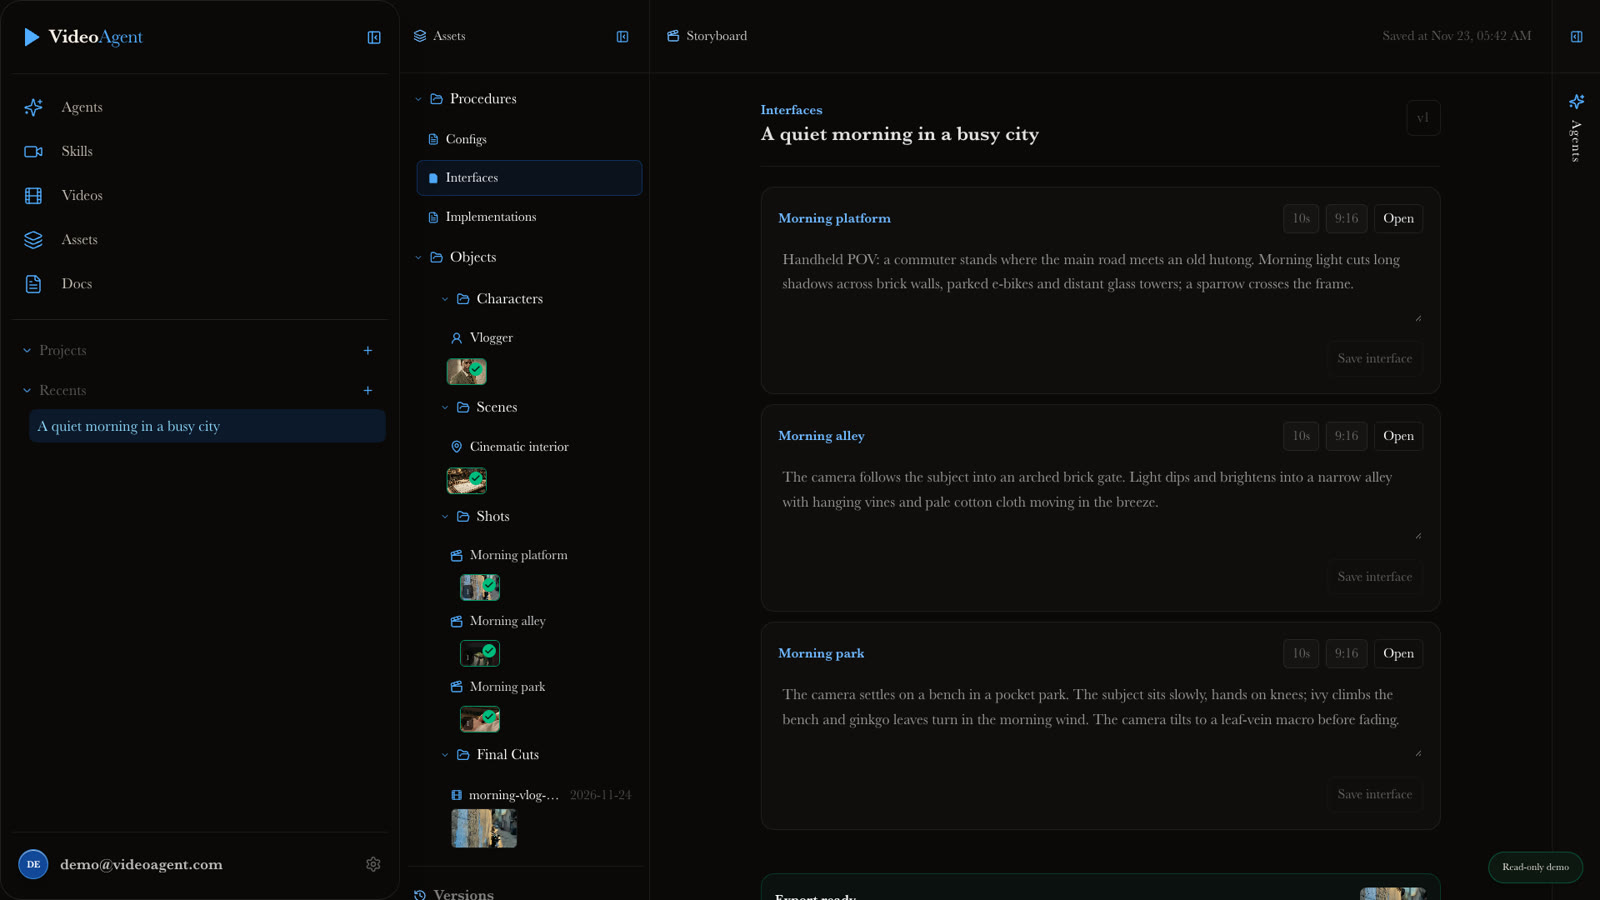 VideoAgent
Agents
Skills
Videos
Assets
Docs
Projects
Recents
A quiet morning in a busy city
DE
demo@videoagent.com
Assets
Procedures
Configs
Interfaces
Implementations
Objects
Characters
Vlogger
Scenes
Cinematic interior
Shots
Morning platform
Morning alley
Morning park
Final Cuts
morning-vlog-... 2026-11-24
Versions
Storyboard
Saved at Nov 23, 05:42 AM
Interfaces
A quiet morning in a busy city
v1
Morning platform
10s 9:16 Open
Handheld POV: a commuter stands where the main road meets an old hutong. Morning light cuts long
shadows across brick walls, parked e-bikes and distant glass towers; a sparrow crosses the frame.
Save interface
Morning alley
10s 9:16 Open
The camera follows the subject into an arched brick gate. Light dips and brightens into a narrow alley
with hanging vines and pale cotton cloth moving in the breeze.
Save interface
Morning park
10s 9:16 Open
The camera settles on a bench in a pocket park. The subject sits slowly, hands on knees; ivy climbs the
bench and ginkgo leaves turn in the morning wind. The camera tilts to a leaf-vein macro before fading.
Save interface
Export ready
Agents
Read-only demo